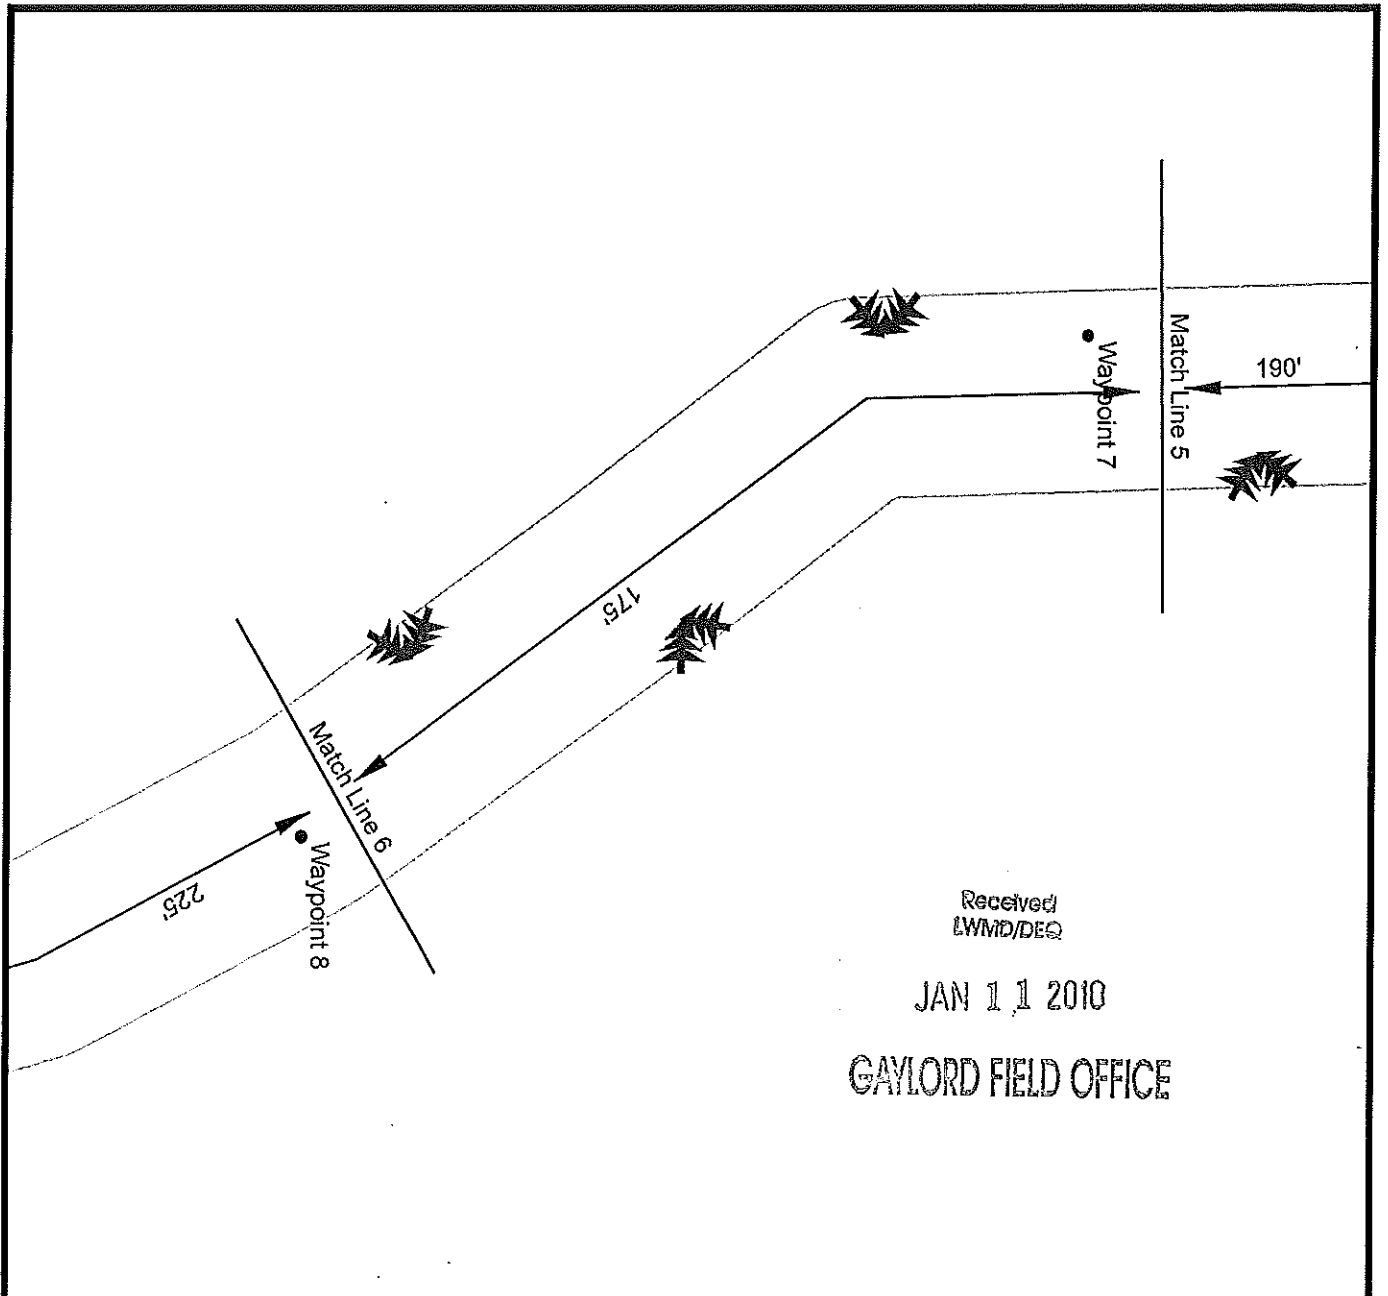 190'
Match Line 5
Waypoint 7
175'
Match Line 6
Waypoint 8
225'
Received
LWMD/DEQ
JAN 11 2010
GAYLORD FIELD OFFICE